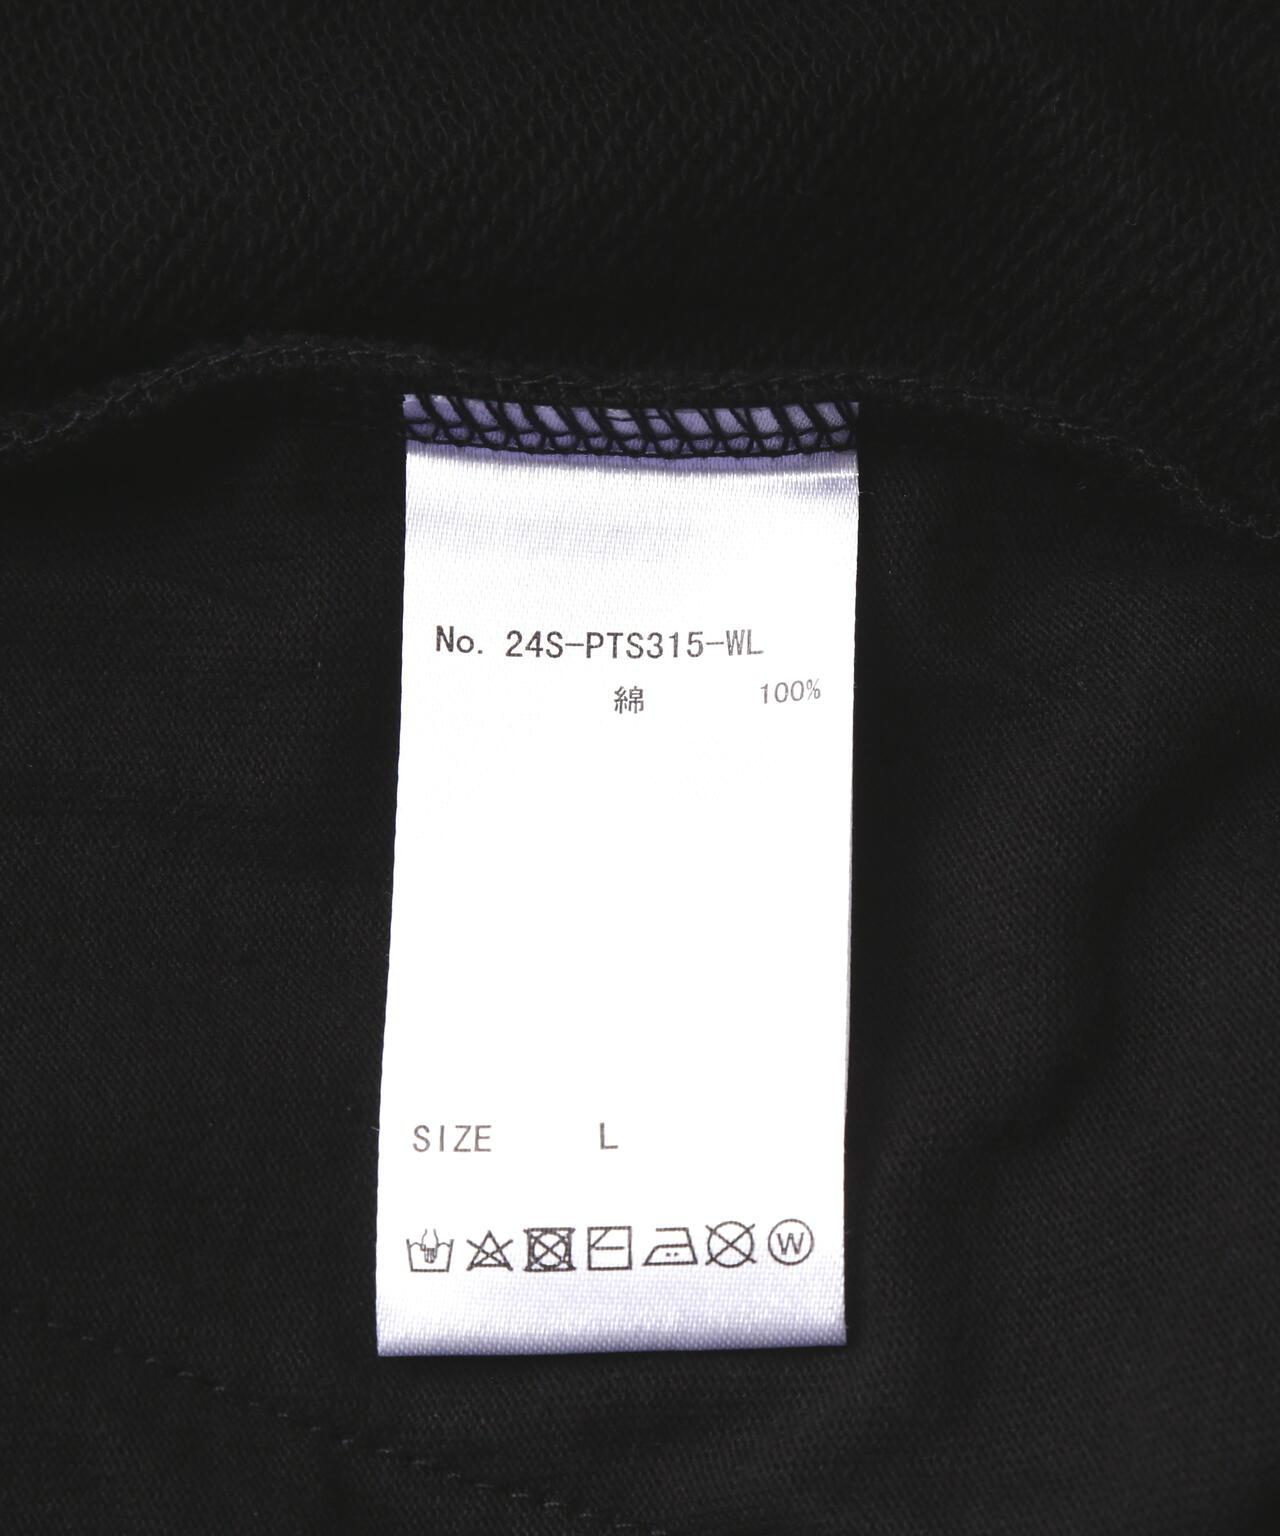 No. 24S-PTS315-WL
綿 100%
SIZE L
W